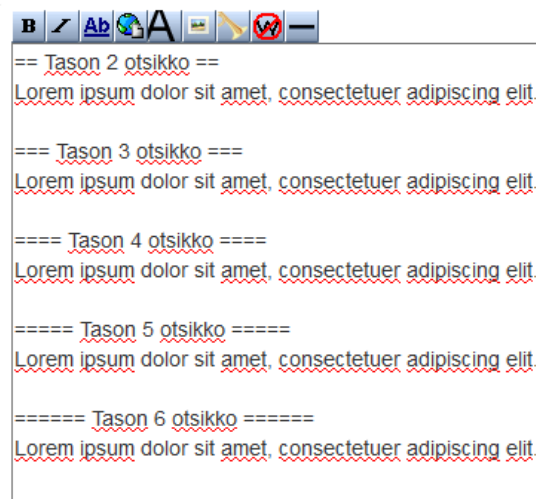 B I Ab A W
== Tason 2 otsikko ==
Lorem ipsum dolor sit amet, consectetuer adipiscing elit.
=== Tason 3 otsikko ===
Lorem ipsum dolor sit amet, consectetuer adipiscing elit.
==== Tason 4 otsikko ====
Lorem ipsum dolor sit amet, consectetuer adipiscing elit.
===== Tason 5 otsikko =====
Lorem ipsum dolor sit amet, consectetuer adipiscing elit.
====== Tason 6 otsikko ======
Lorem ipsum dolor sit amet, consectetuer adipiscing elit.